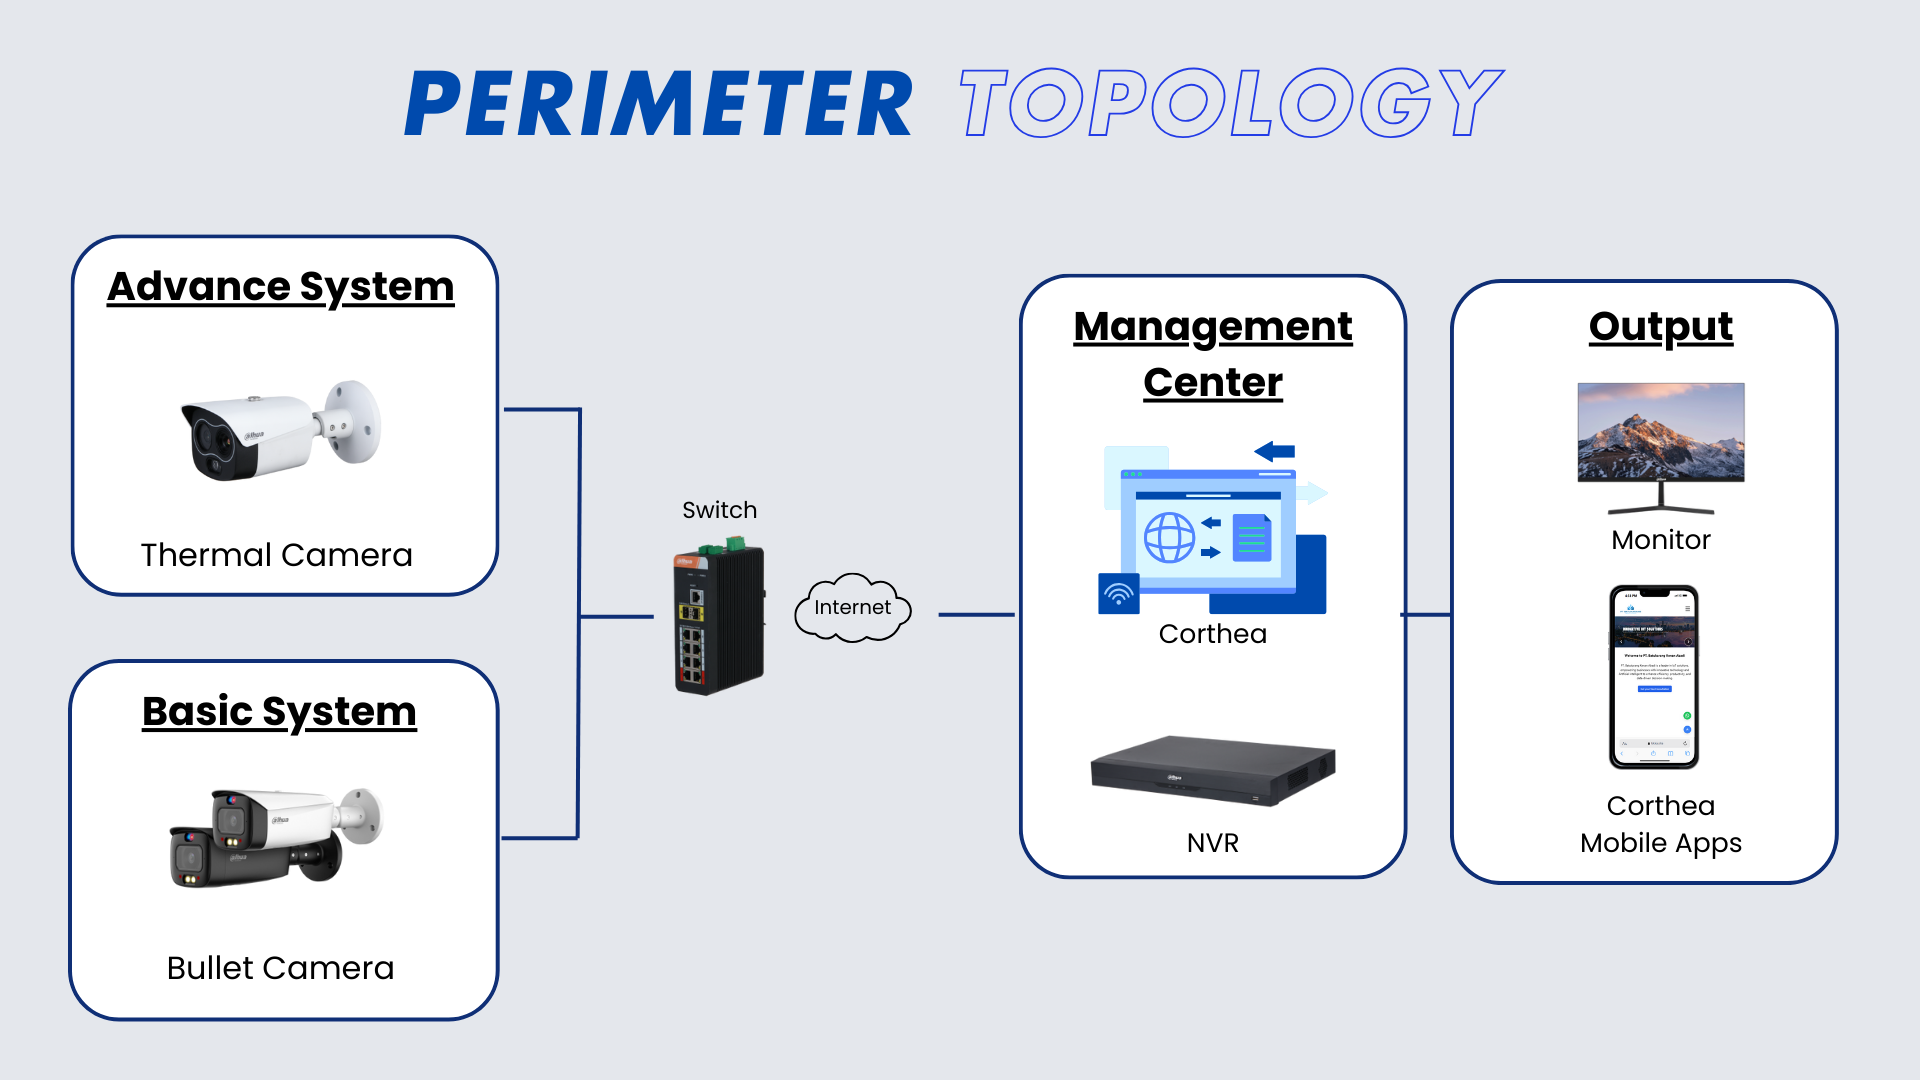 PERIMETER TOPOLOGY
Advance System
Thermal Camera
Basic System
Bullet Camera
Switch
Internet
Management
Center
Corthea
NVR
Output
Monitor
Corthea
Mobile Apps